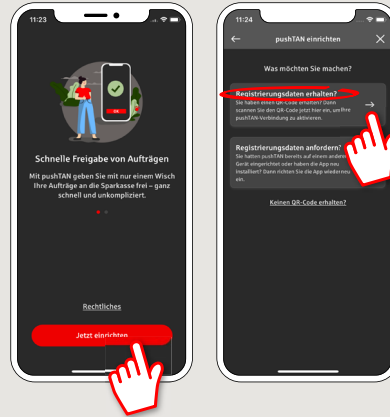 11:23
OK
Schnelle Freigabe von Aufträgen
Mit pushTAN geben Sie mit nur einem Wisch
Ihre Aufträge an die Sparkasse frei – ganz
schnell und unkompliziert.
Rechtliches
Jetzt einrichten
11:24
pushTAN einrichten
Was möchten Sie machen?
Registrierungsdaten erhalten?
Sie haben einen QR-Code erhalten? Dann
scannen Sie den QR-Code jetzt hier ein, um Ihre
pushTAN-Verbindung zu aktivieren.
Registrierungsdaten anfordern?
Sie hatten pushTAN bereits auf einem anderen
Gerät eingerichtet oder haben die App neu
installiert? Dann richten Sie die App wieder neu
ein.
Keinen QR-Code erhalten?